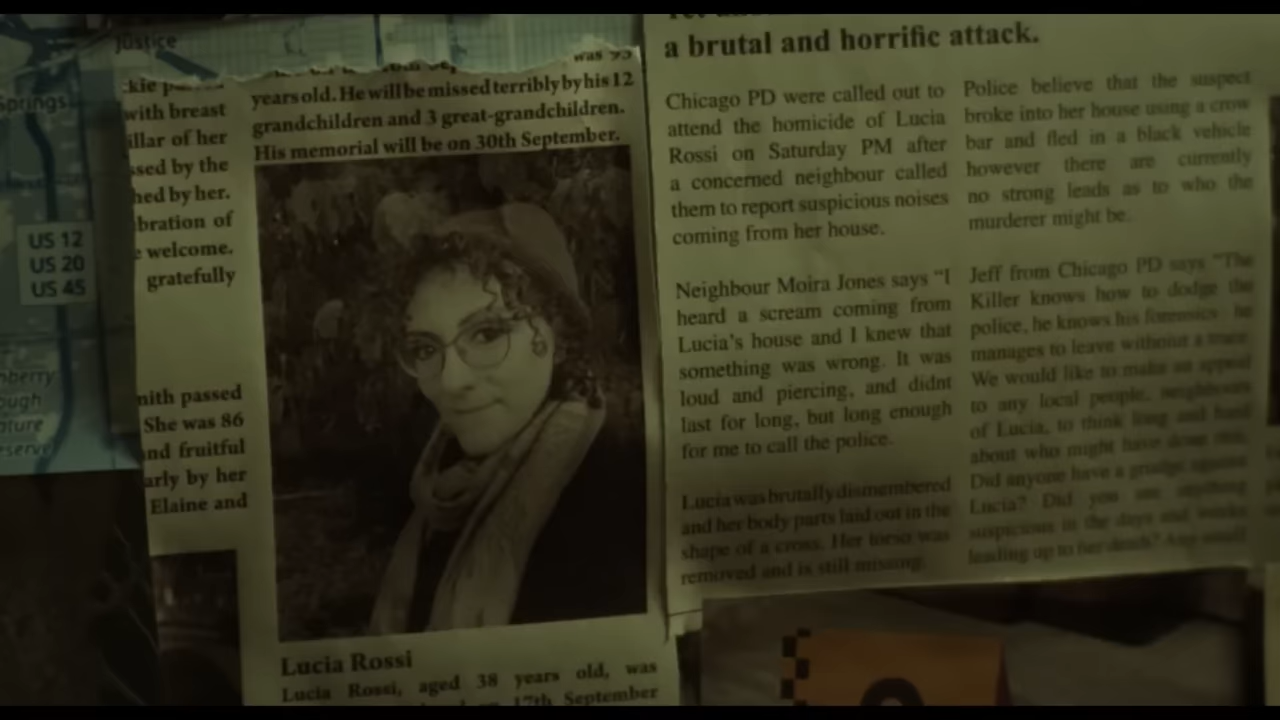 Justice
Springs
US 12
US 20
US 45
with breast
illar of her
ssed by the
hed by her.
bration of
e welcome.
gratefully
nith passed
She was 86
and fruitful
arly by her
Elaine and
was 93
years old. He will be missed terribly by his 12
grandchildren and 3 great-grandchildren.
His memorial will be on 30th September.
Lucia Rossi
Lucia Rossi, aged 38 years old, was
17th September
a brutal and horrific attack.
Chicago PD were called out to
attend the homicide of Lucia
Rossi on Saturday PM after
a concerned neighbour called
them to report suspicious noises
coming from her house.
Neighbour Moira Jones says “I
heard a scream coming from
Lucia’s house and I knew that
something was wrong. It was
loud and piercing, and didnt
last for long, but long enough
for me to call the police.
Lucia was brutally dismembered
and her body parts laid out in the
shape of a cross. Her torso was
removed and is still missing.
Police believe that the suspect
broke into her house using a crow
bar and fled in a black vehicle
however there are currently
no strong leads as to who the
murderer might be.
Jeff from Chicago PD says “The
Killer knows how to dodge the
police, he knows his forensics he
manages to leave without a trace.
We would like to make an appeal
to any local people, neighbours
of Lucia, to think long and hard
about who might have done this.
Did anyone have a grudge against
Lucia? Did you see anything
suspicious in the days and weeks
leading up to her death? Any small